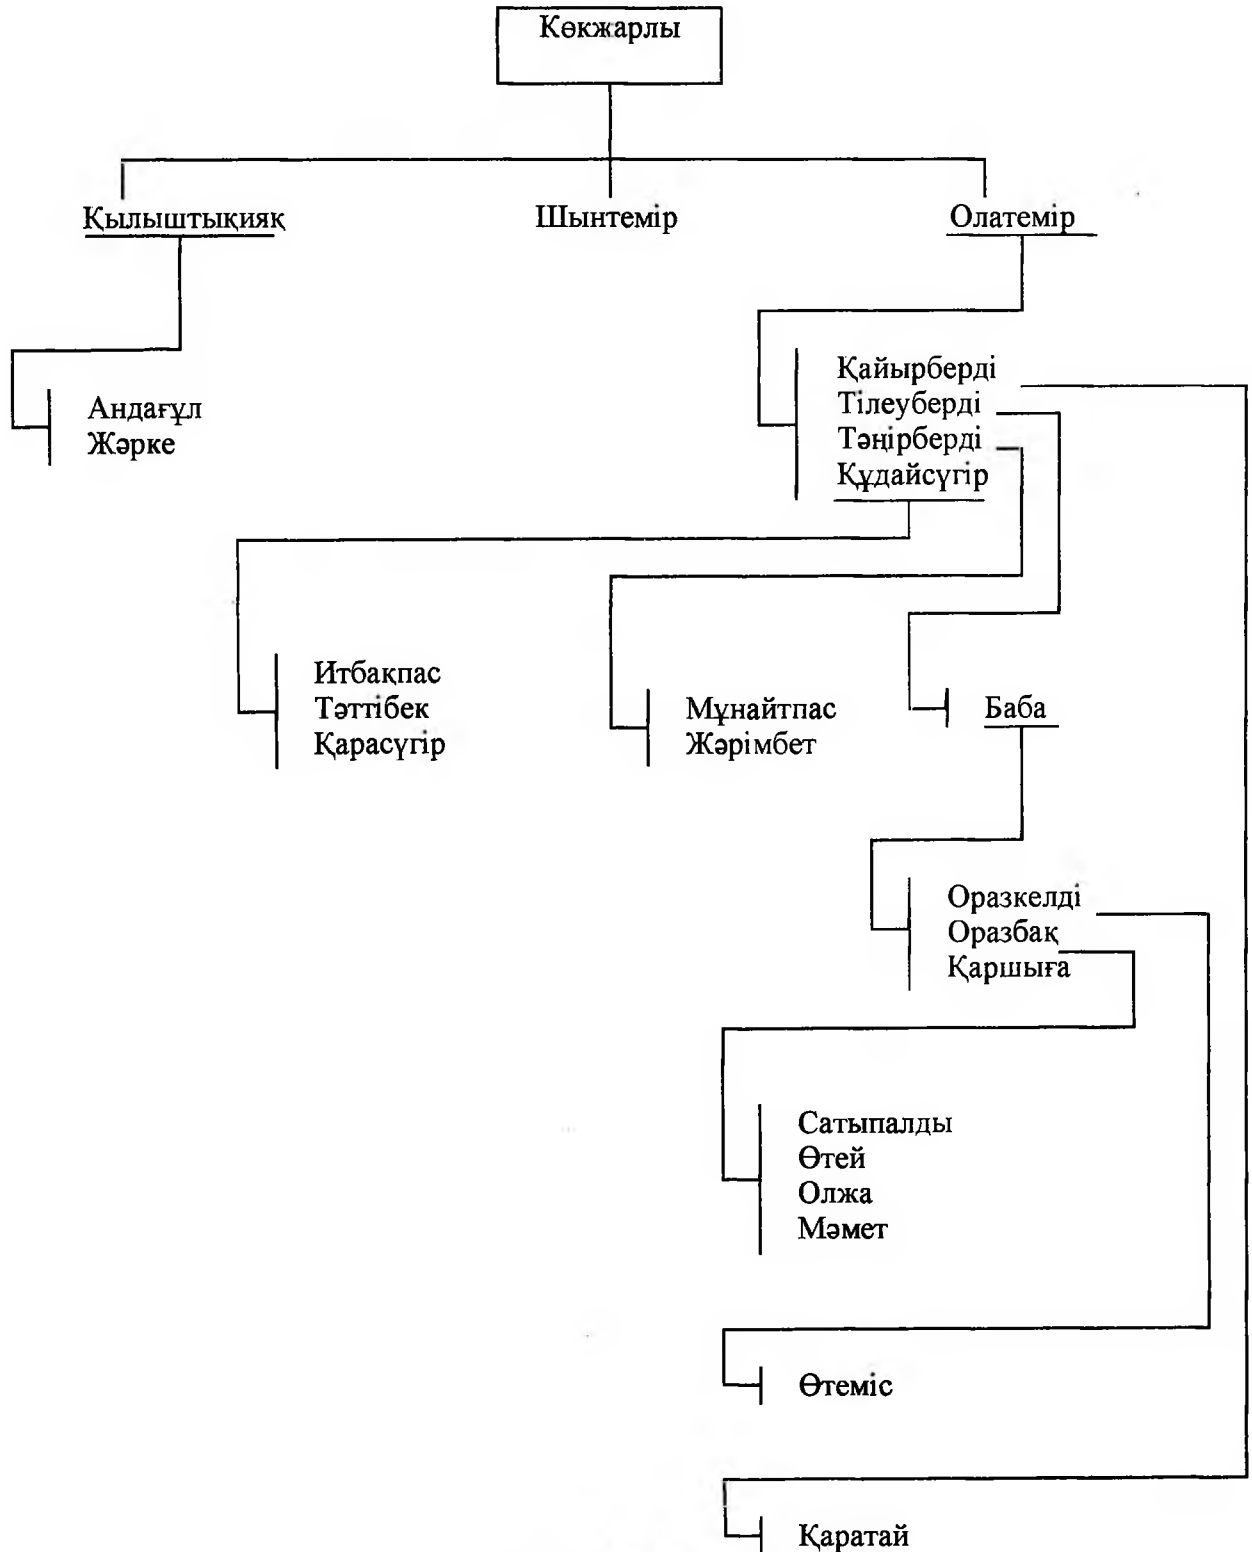 Көкжарлы
Қылыштықияқ
Шынтемір
Олатемір
Қайырберді
Тілеуберді
Тәңірберді
Құдайсүгір
Андағұл
Жәрке
Итбақпас
Тәттібек
Қарасүгір
Мұнайтпас
Жәрімбет
Баба
Оразкелді
Оразбақ
Қаршыға
Сатыпалды
Өтей
Олжа
Мәмет
Өтеміс
Қаратай